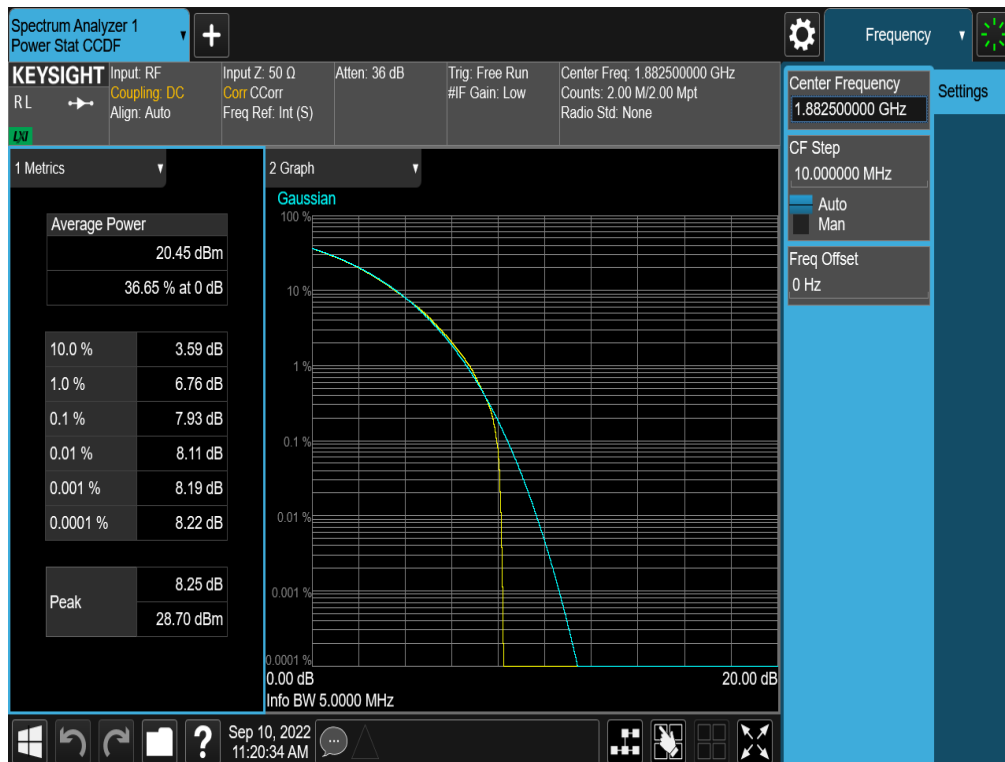 Spectrum Analyzer 1
Power Stat CCDF
+
Frequency
KEYSIGHT
RL
LXI
Input: RF
Coupling: DC
Align: Auto
Input Z: 50 Ω
Corr CCorr
Freq Ref: Int (S)
Atten: 36 dB
Trig: Free Run
#IF Gain: Low
Center Freq: 1.882500000 GHz
Counts: 2.00 M/2.00 Mpt
Radio Std: None
Center Frequency
1.882500000 GHz
Settings
CF Step
10.000000 MHz
Auto
Man
Freq Offset
0 Hz
1 Metrics
Average Power
20.45 dBm
36.65 % at 0 dB
10.0 % 3.59 dB
1.0 % 6.76 dB
0.1 % 7.93 dB
0.01 % 8.11 dB
0.001 % 8.19 dB
0.0001 % 8.22 dB
Peak
8.25 dB
28.70 dBm
2 Graph
Gaussian
100 %
10 %
1 %
0.1 %
0.01 %
0.001 %
0.0001 %
0.00 dB 20.00 dB
Info BW 5.0000 MHz
?
Sep 10, 2022
11:20:34 AM